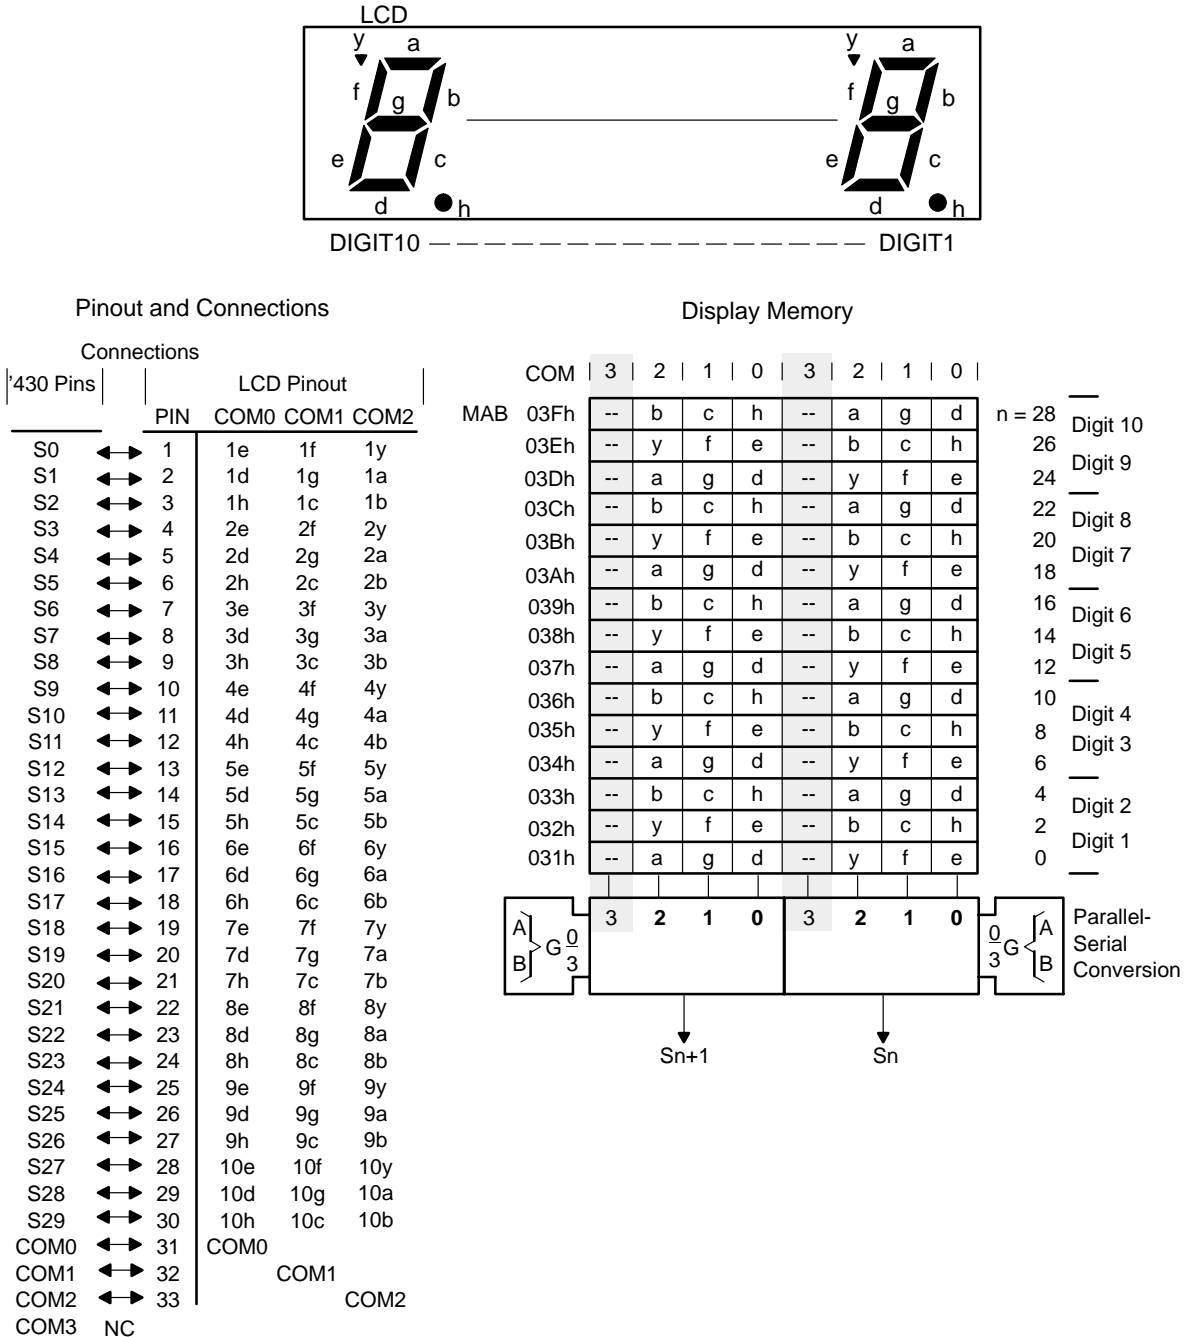 LCD
y a y a
f g b f g b
e c e c
d h d h
DIGIT10 DIGIT1
Pinout and Connections
Connections
'430 Pins LCD Pinout
PIN COM0 COM1 COM2
S0 1 1e 1f 1y
S1 2 1d 1g 1a
S2 3 1h 1c 1b
S3 4 2e 2f 2y
S4 5 2d 2g 2a
S5 6 2h 2c 2b
S6 7 3e 3f 3y
S7 8 3d 3g 3a
S8 9 3h 3c 3b
S9 10 4e 4f 4y
S10 11 4d 4g 4a
S11 12 4h 4c 4b
S12 13 5e 5f 5y
S13 14 5d 5g 5a
S14 15 5h 5c 5b
S15 16 6e 6f 6y
S16 17 6d 6g 6a
S17 18 6h 6c 6b
S18 19 7e 7f 7y
S19 20 7d 7g 7a
S20 21 7h 7c 7b
S21 22 8e 8f 8y
S22 23 8d 8g 8a
S23 24 8h 8c 8b
S24 25 9e 9f 9y
S25 26 9d 9g 9a
S26 27 9h 9c 9b
S27 28 10e 10f 10y
S28 29 10d 10g 10a
S29 30 10h 10c 10b
COM0 31 COM0
COM1 32 COM1
COM2 33 COM2
COM3 NC
Display Memory
COM 3 2 1 0 3 2 1 0
MAB 03Fh -- b c h -- a g d n = 28
Digit 10
03Eh -- y f e -- b c h 26
Digit 9
03Dh -- a g d -- y f e 24
03Ch -- b c h -- a g d 22
Digit 8
03Bh -- y f e -- b c h 20
Digit 7
03Ah -- a g d -- y f e 18
039h -- b c h -- a g d 16
Digit 6
038h -- y f e -- b c h 14
Digit 5
037h -- a g d -- y f e 12
036h -- b c h -- a g d 10
Digit 4
035h -- y f e -- b c h 8
Digit 3
034h -- a g d -- y f e 6
033h -- b c h -- a g d 4
Digit 2
032h -- y f e -- b c h 2
Digit 1
031h -- a g d -- y f e 0
3 2 1 0 3 2 1 0
A B G 0 3
0 3 G A B
Parallel-
Serial
Conversion
Sn+1 Sn